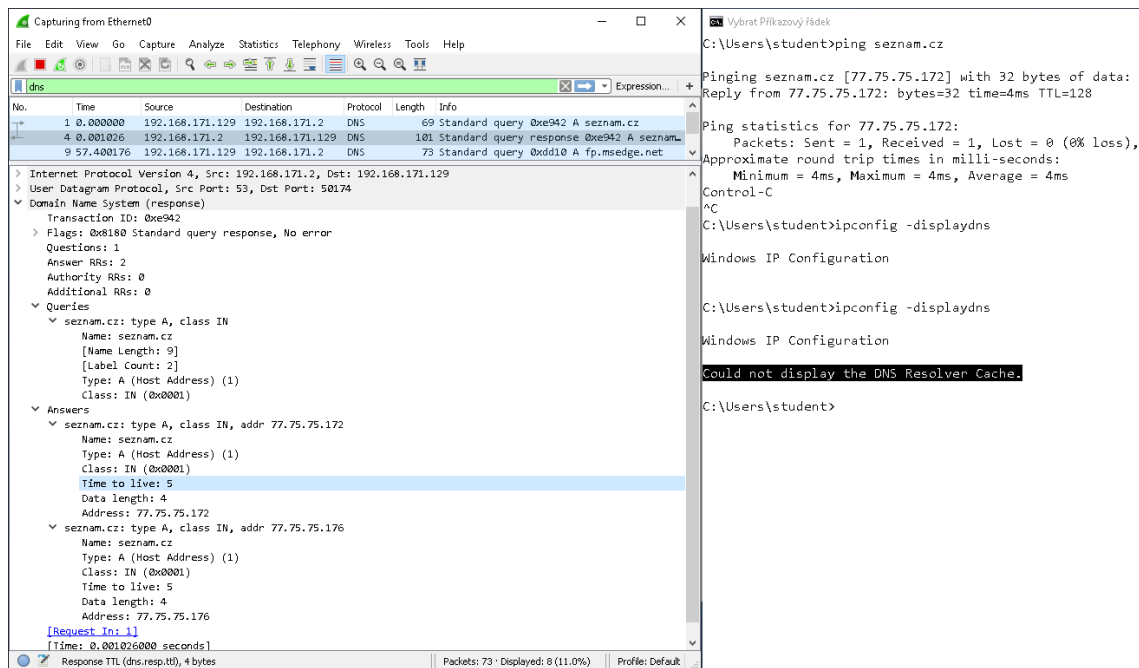 Capturing from Ethernet0
File Edit View Go Capture Analyze Statistics Telephony Wireless Tools Help
dns
Expression... +
No. Time Source Destination Protocol Length Info
1 0.000000 192.168.171.129 192.168.171.2 DNS 69 Standard query 0xe942 A seznam.cz
4 0.001026 192.168.171.2 192.168.171.129 DNS 101 Standard query response 0xe942 A seznam…
9 57.400176 192.168.171.129 192.168.171.2 DNS 73 Standard query 0xdd10 A fp.msedge.net
Internet Protocol Version 4, Src: 192.168.171.2, Dst: 192.168.171.129
User Datagram Protocol, Src Port: 53, Dst Port: 50174
Domain Name System (response)
Transaction ID: 0xe942
Flags: 0x8180 Standard query response, No error
Questions: 1
Answer RRs: 2
Authority RRs: 0
Additional RRs: 0
Queries
seznam.cz: type A, class IN
Name: seznam.cz
[Name Length: 9]
[Label Count: 2]
Type: A (Host Address) (1)
Class: IN (0x0001)
Answers
seznam.cz: type A, class IN, addr 77.75.75.172
Name: seznam.cz
Type: A (Host Address) (1)
Class: IN (0x0001)
Time to live: 5
Data length: 4
Address: 77.75.75.172
seznam.cz: type A, class IN, addr 77.75.75.176
Name: seznam.cz
Type: A (Host Address) (1)
Class: IN (0x0001)
Time to live: 5
Data length: 4
Address: 77.75.75.176
[Request In: 1]
[Time: 0.001026000 seconds]
Response TTL (dns.resp.ttl), 4 bytes
Packets: 73 · Displayed: 8 (11.0%)
Profile: Default
Vybrat Příkazový řádek
C:\Users\student>ping seznam.cz
Pinging seznam.cz [77.75.75.172] with 32 bytes of data:
Reply from 77.75.75.172: bytes=32 time=4ms TTL=128
Ping statistics for 77.75.75.172:
Packets: Sent = 1, Received = 1, Lost = 0 (0% loss),
Approximate round trip times in milli-seconds:
Minimum = 4ms, Maximum = 4ms, Average = 4ms
Control-C
^C
C:\Users\student>ipconfig -displaydns
Windows IP Configuration
C:\Users\student>ipconfig -displaydns
Windows IP Configuration
Could not display the DNS Resolver Cache.
C:\Users\student>